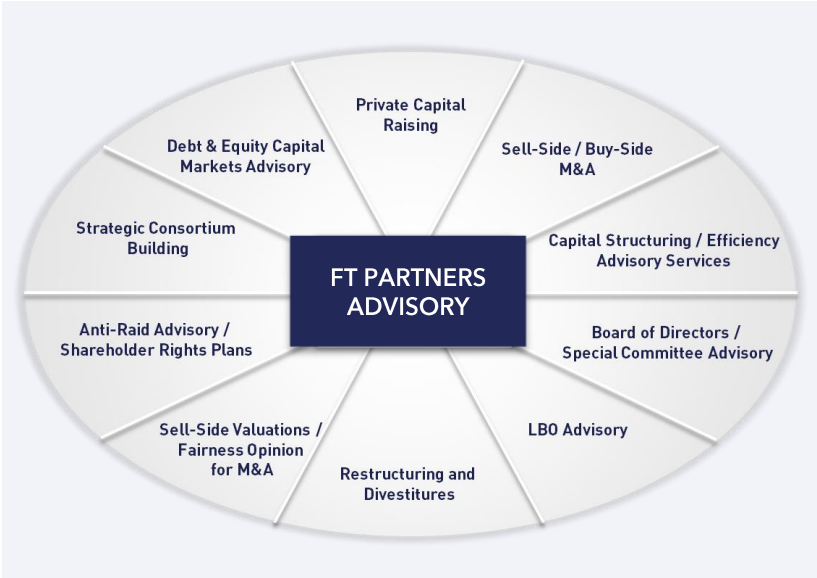 Private Capital
Raising
Sell-Side / Buy-Side
M&A
Capital Structuring / Efficiency
Advisory Services
Board of Directors /
Special Committee Advisory
LBO Advisory
Restructuring and
Divestitures
Sell-Side Valuations /
Fairness Opinion
for M&A
Anti-Raid Advisory /
Shareholder Rights Plans
Strategic Consortium
Building
Debt & Equity Capital
Markets Advisory
FT PARTNERS
ADVISORY